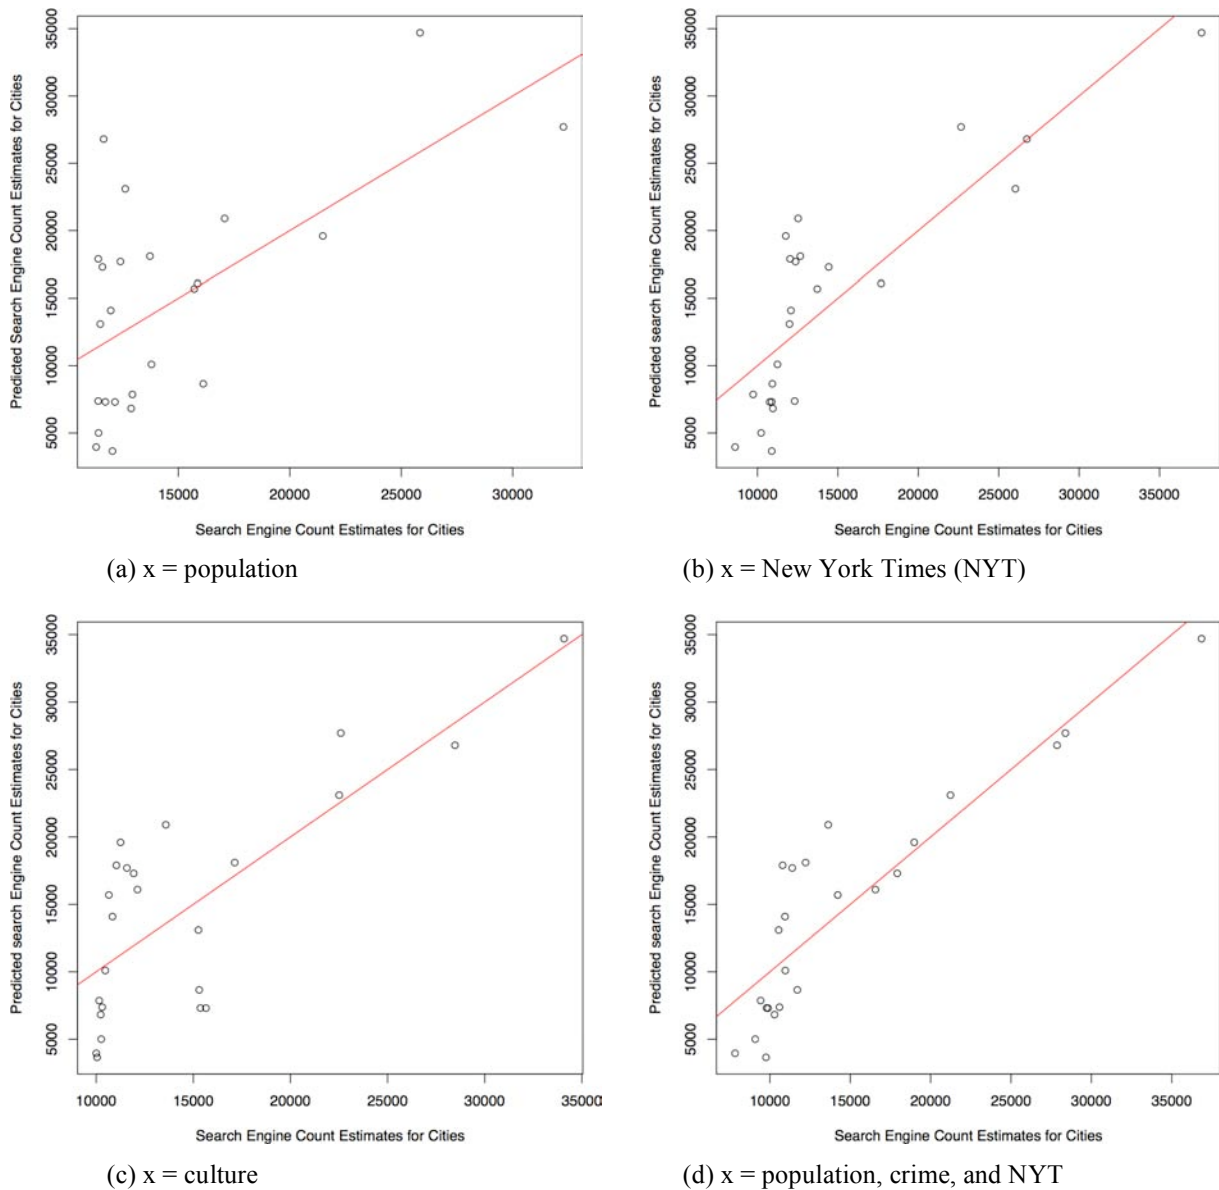 Predicted Search Engine Count Estimates for Cities
35000
30000
25000
20000
15000
10000
5000
15000 20000 25000 30000
Search Engine Count Estimates for Cities
(a) x = population
Predicted search Engine Count Estimates for Cities
35000
30000
25000
20000
15000
10000
5000
10000 15000 20000 25000 30000 35000
Search Engine Count Estimates for Cities
(b) x = New York Times (NYT)
Predicted search Engine Count Estimates for Cities
35000
30000
25000
20000
15000
10000
5000
10000 15000 20000 25000 30000 35000
Search Engine Count Estimates for Cities
(c) x = culture
Predicted search Engine Count Estimates for Cities
35000
30000
25000
20000
15000
10000
5000
10000 15000 20000 25000 30000 35000
Search Engine Count Estimates for Cities
(d) x = population, crime, and NYT